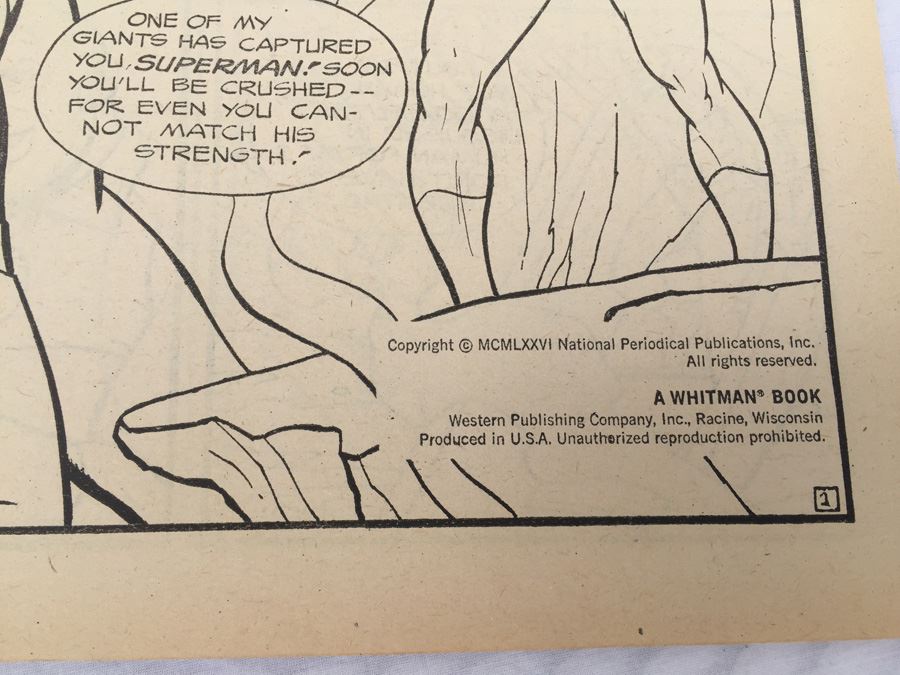 ONE OF MY
GIANTS HAS CAPTURED
YOU, SUPERMAN! SOON
YOU'LL BE CRUSHED--
FOR EVEN YOU CAN-
NOT MATCH HIS
STRENGTH!
Copyright © MCMLXXVI National Periodical Publications, Inc.
All rights reserved.
A WHITMAN® BOOK
Western Publishing Company, Inc., Racine, Wisconsin
Produced in U.S.A. Unauthorized reproduction prohibited.
1